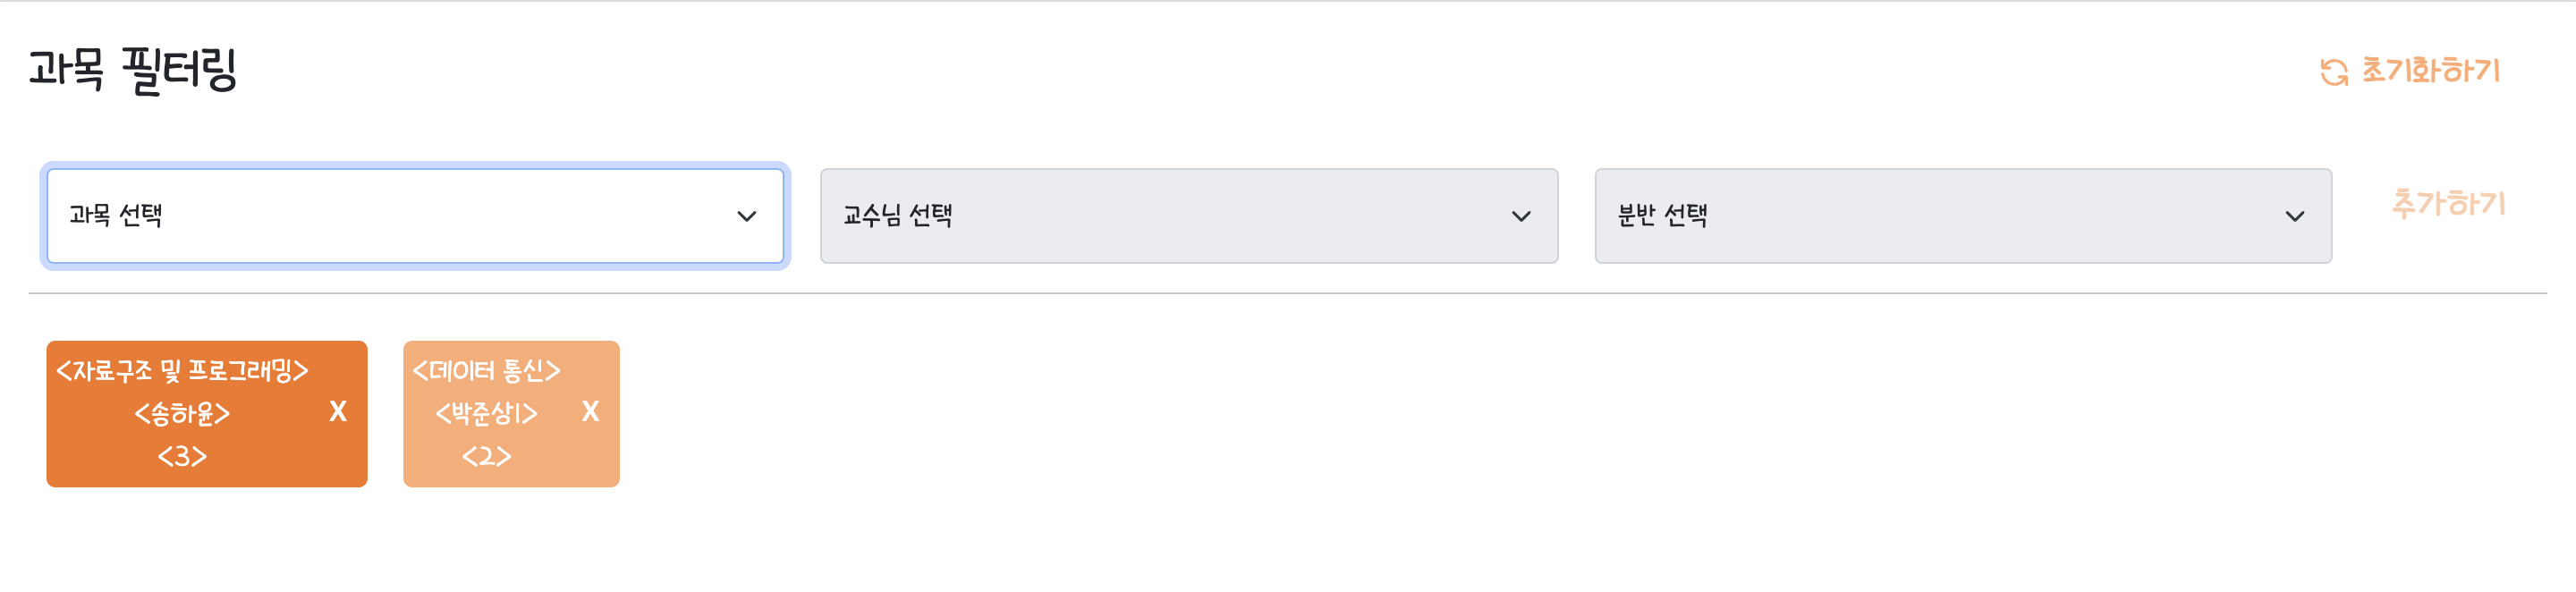 과목 필터링
초기화하기
과목 선택
교수님 선택
분반 선택
추가하기
<자료구조 및 프로그래밍>
<송하윤>
<3>
X
<데이터 통신>
<박준상1>
<2>
X